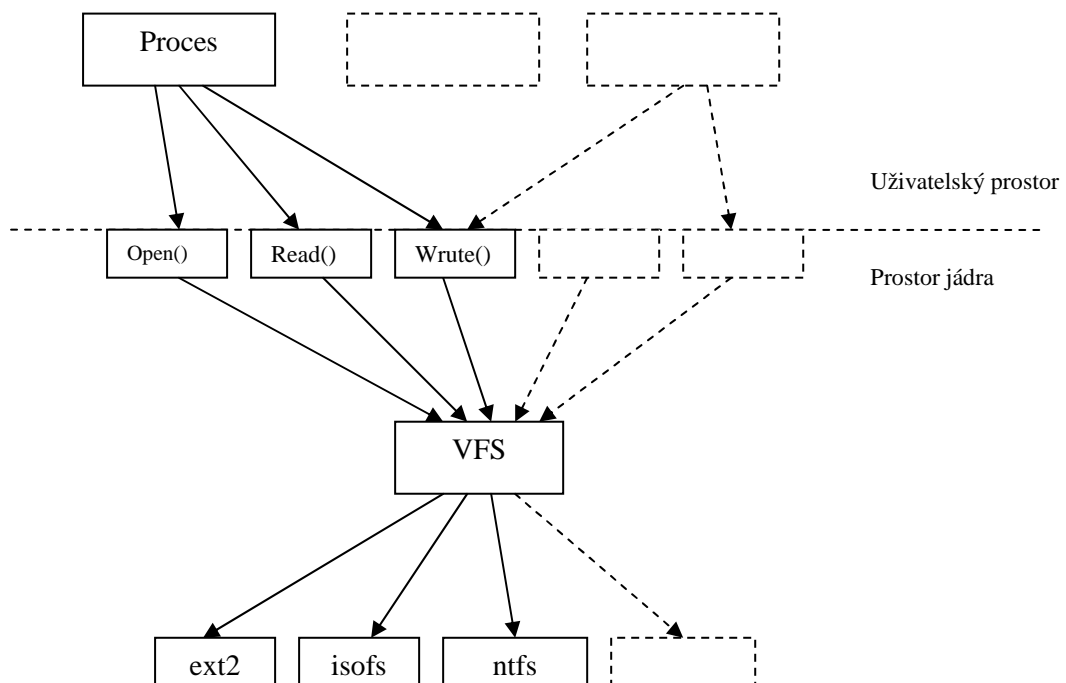 Proces
Uživatelský prostor
Open()
Read()
Wrute()
Prostor jádra
VFS
ext2
isofs
ntfs